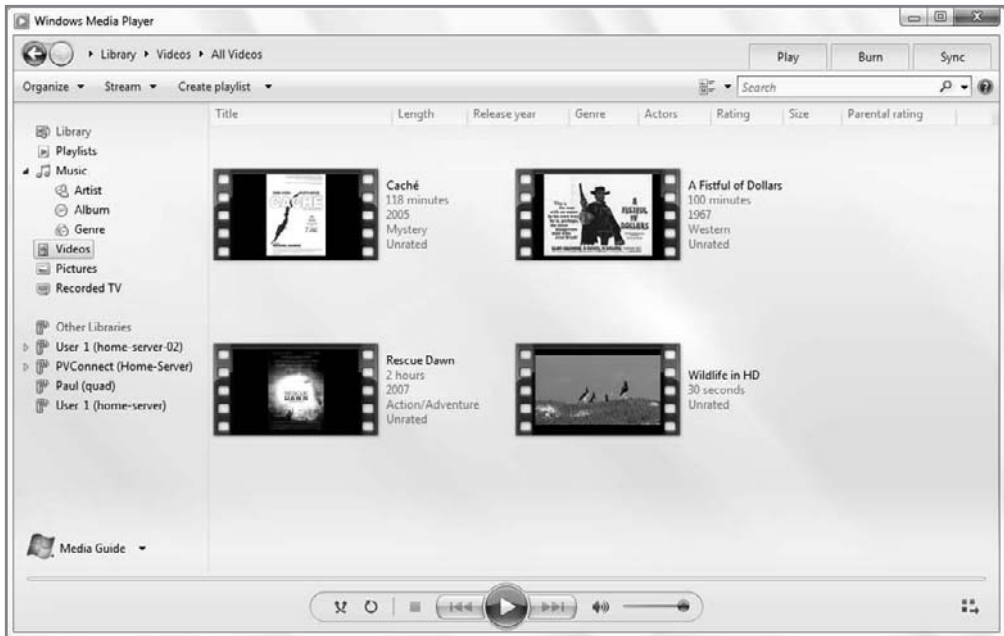 Windows Media Player
Library Videos All Videos
Play Burn Sync
Organize Stream Create playlist Search
Title Length Release year Genre Actors Rating Size Parental rating
Library
Playlists
Music
Artist
Album
Genre
Videos
Pictures
Recorded TV
Other Libraries
User 1 (home-server-02)
PVConnect (Home-Server)
Paul (quad)
User 1 (home-server)
Media Guide
CACHÉ
Caché
118 minutes
2005
Mystery
Unrated
A FISTFUL OF DOLLARS
A Fistful of Dollars
100 minutes
1967
Western
Unrated
Rescue Dawn
2 hours
2007
Action/Adventure
Unrated
Wildlife in HD
30 seconds
Unrated